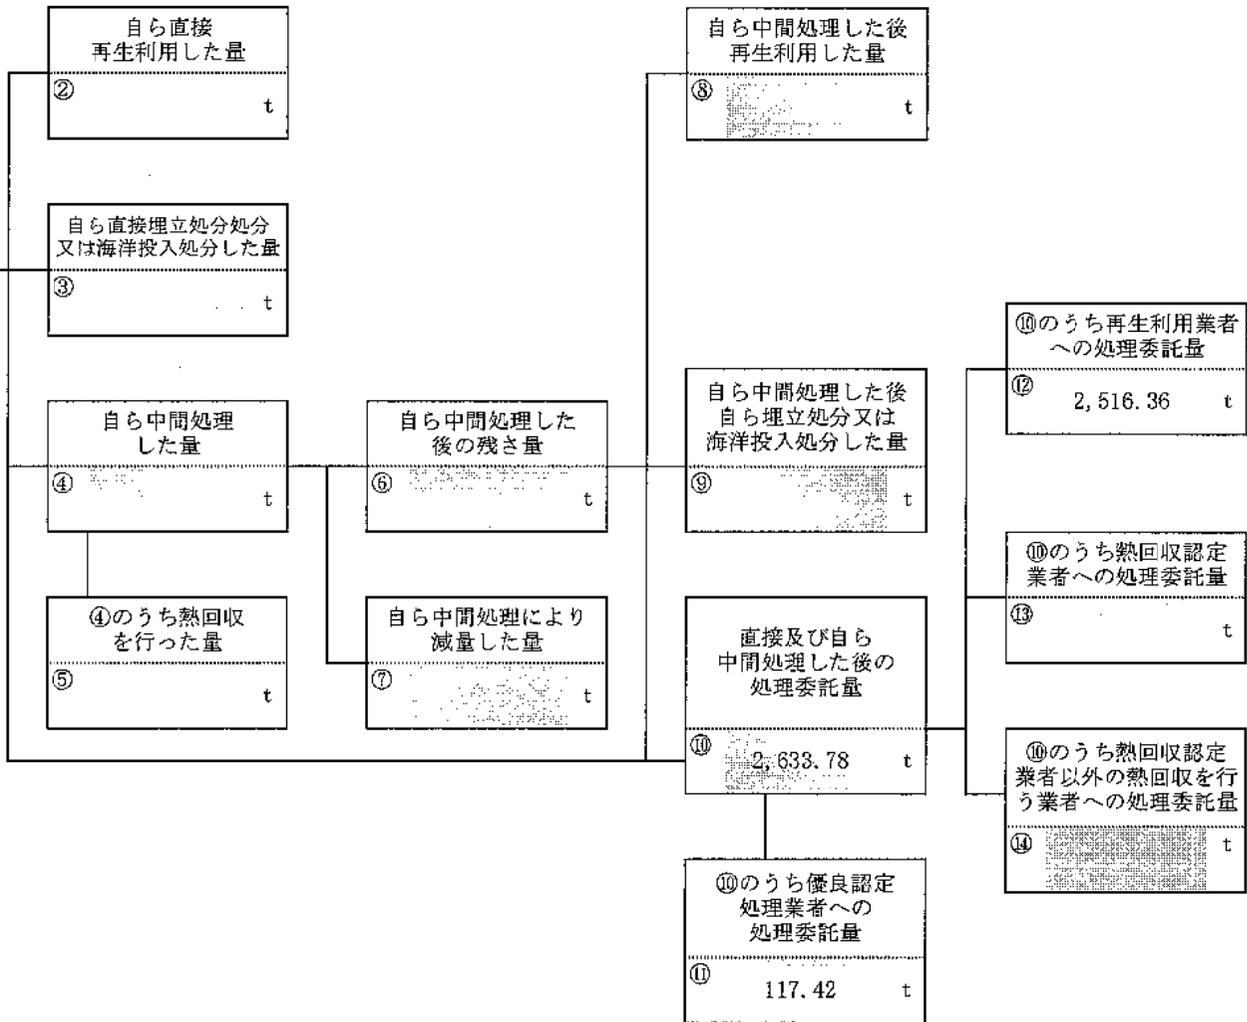 自ら直接
再生利用した量
②
t
自ら中間処理した後
再生利用した量
⑧
t
自ら直接埋立処分処分
又は海洋投入処分した量
③
t
⑩のうち再生利用業者
への処理委託量
⑫
2,516.36 t
自ら中間処理
した量
④
t
自ら中間処理した
後の残さ量
⑥
t
自ら中間処理した後
自ら埋立処分又は
海洋投入処分した量
⑨
t
⑩のうち熱回収認定
業者への処理委託量
⑬
t
④のうち熱回収
を行った量
⑤
t
自ら中間処理により
減量した量
⑦
t
直接及び自ら
中間処理した後の
処理委託量
⑩
2,633.78 t
⑩のうち熱回収認定
業者以外の熱回収を行
う業者への処理委託量
⑭
t
⑩のうち優良認定
処理業者への
処理委託量
⑪
117.42 t